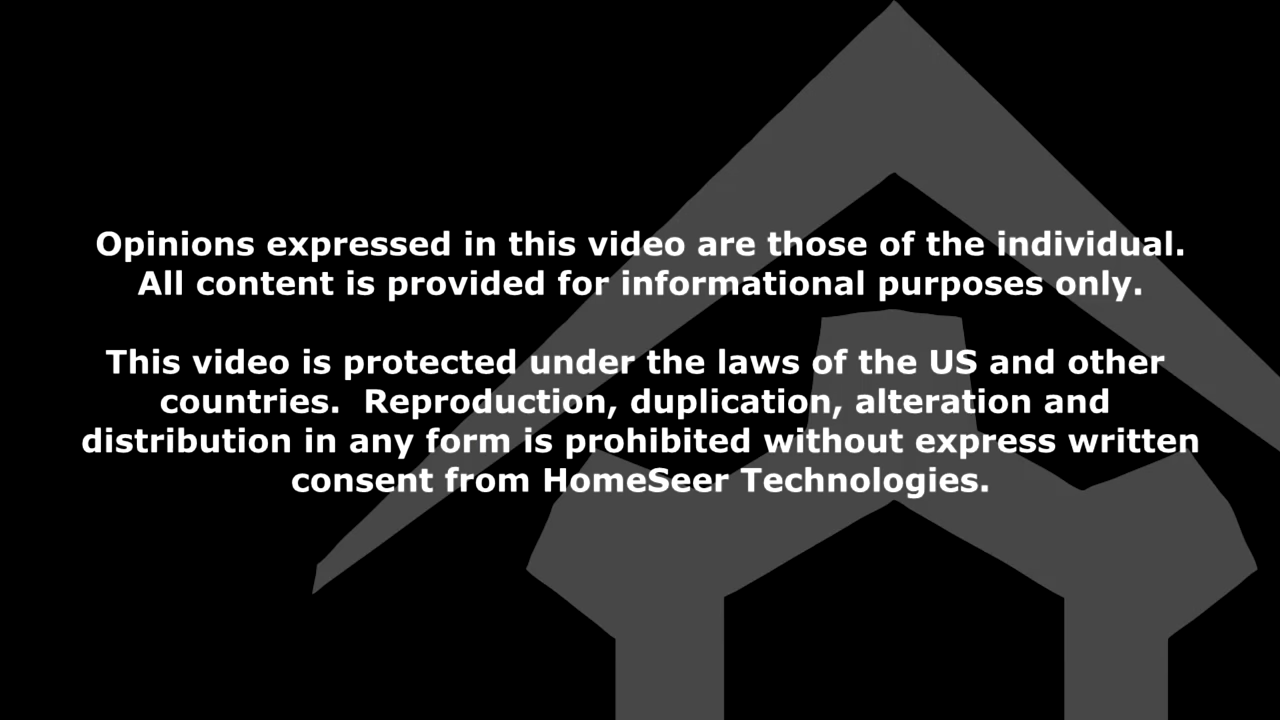 Opinions expressed in this video are those of the individual.
All content is provided for informational purposes only.
This video is protected under the laws of the US and other
countries.  Reproduction, duplication, alteration and
distribution in any form is prohibited without express written
consent from HomeSeer Technologies.